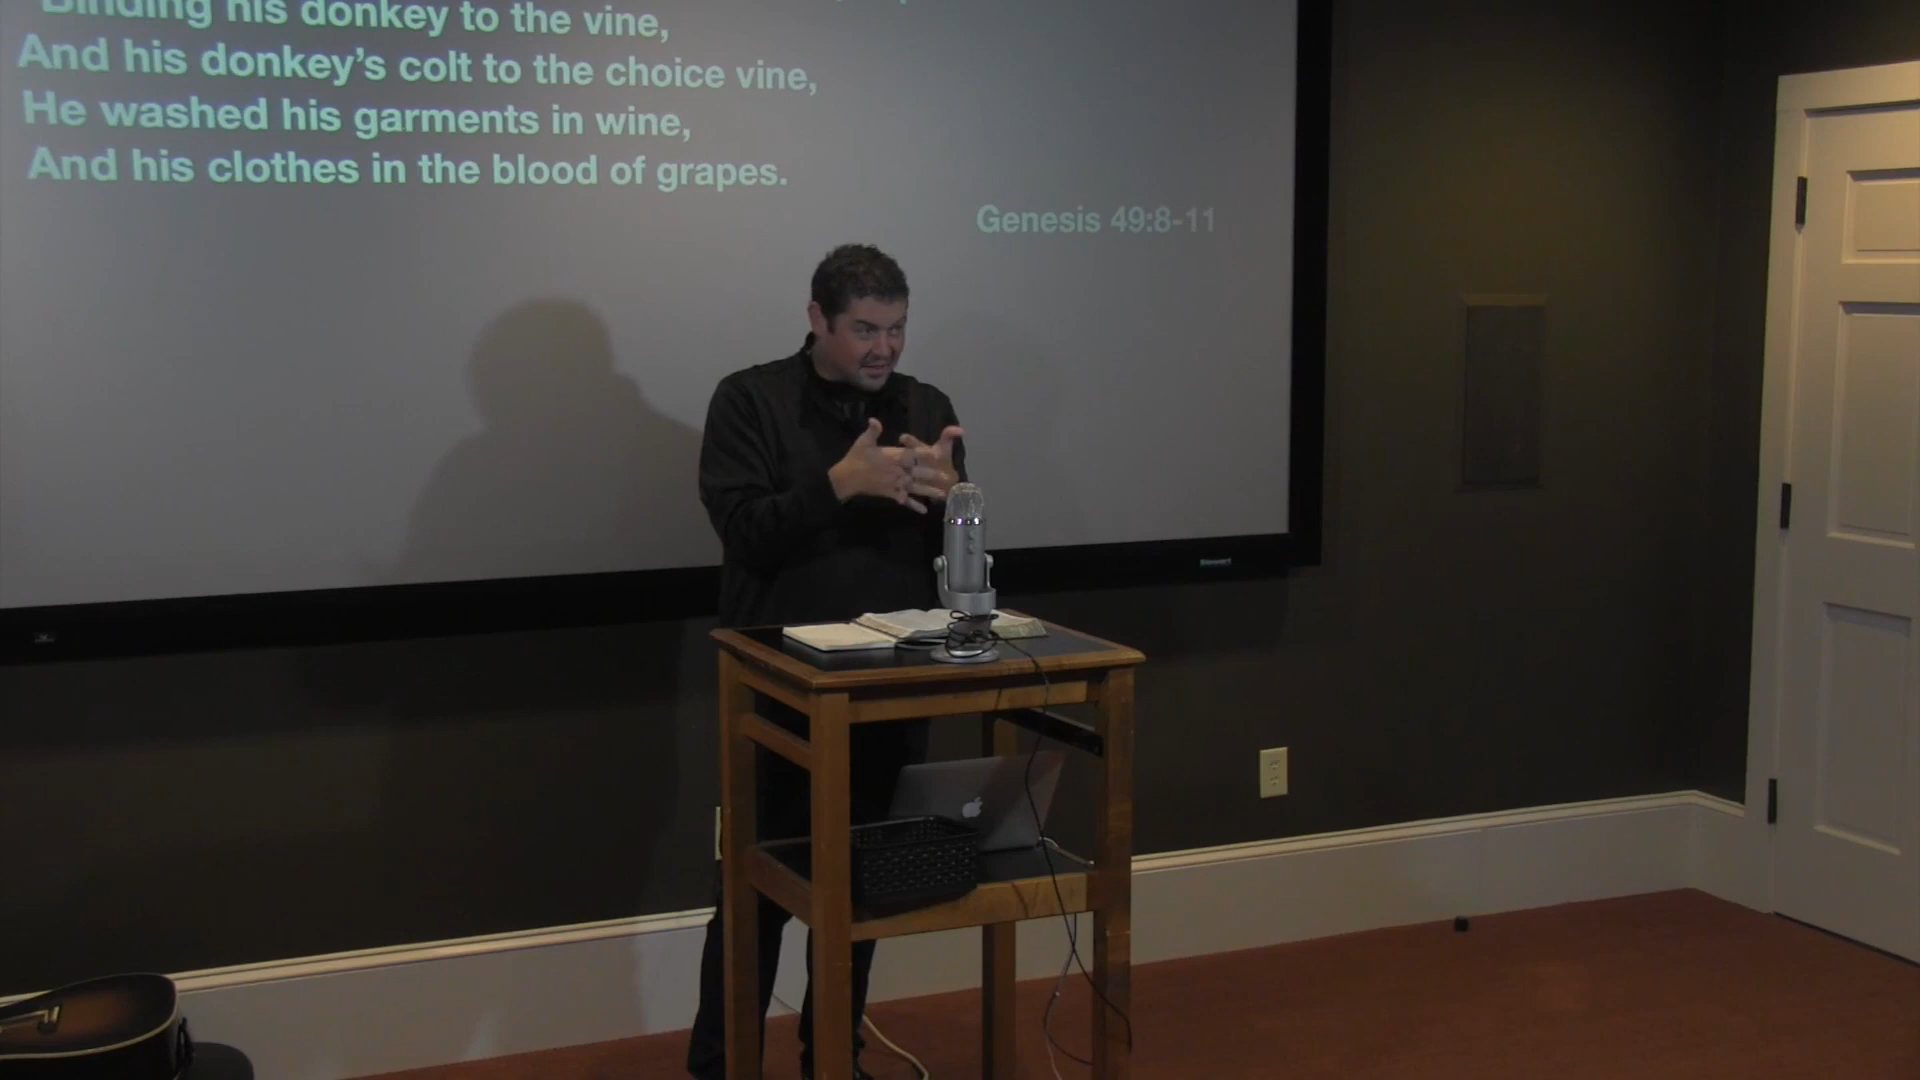 Binding his donkey to the vine,
And his donkey's colt to the choice vine,
He washed his garments in wine,
And his clothes in the blood of grapes.
Genesis 49:8-11
Stewart